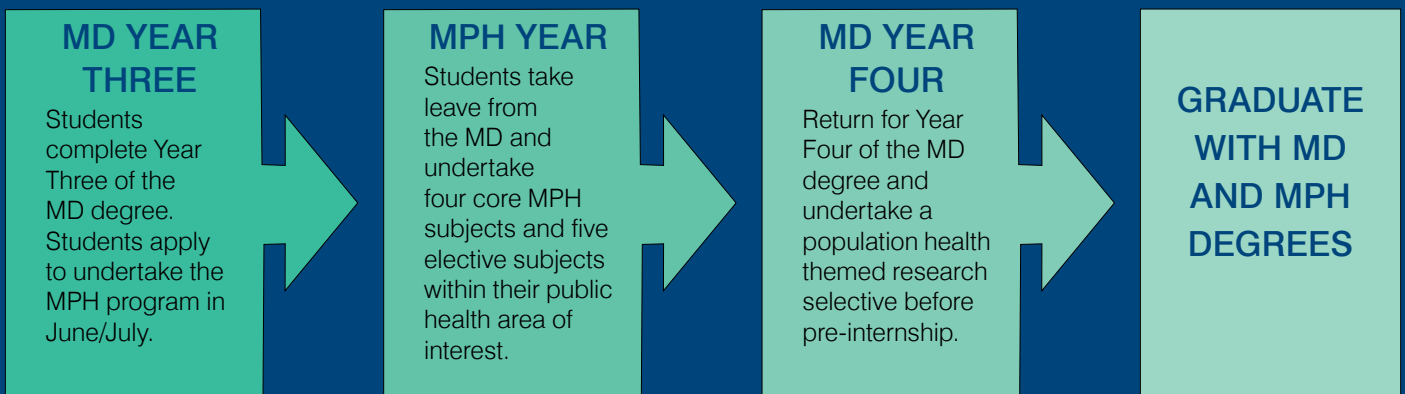 MD YEAR
THREE
Students
complete Year
Three of the
MD degree.
Students apply
to undertake the
MPH program in
June/July.
MPH YEAR
Students take
leave from
the MD and
undertake
four core MPH
subjects and five
elective subjects
within their public
health area of
interest.
MD YEAR
FOUR
Return for Year
Four of the MD
degree and
undertake a
population health
themed research
selective before
pre-internship.
GRADUATE
WITH MD
AND MPH
DEGREES